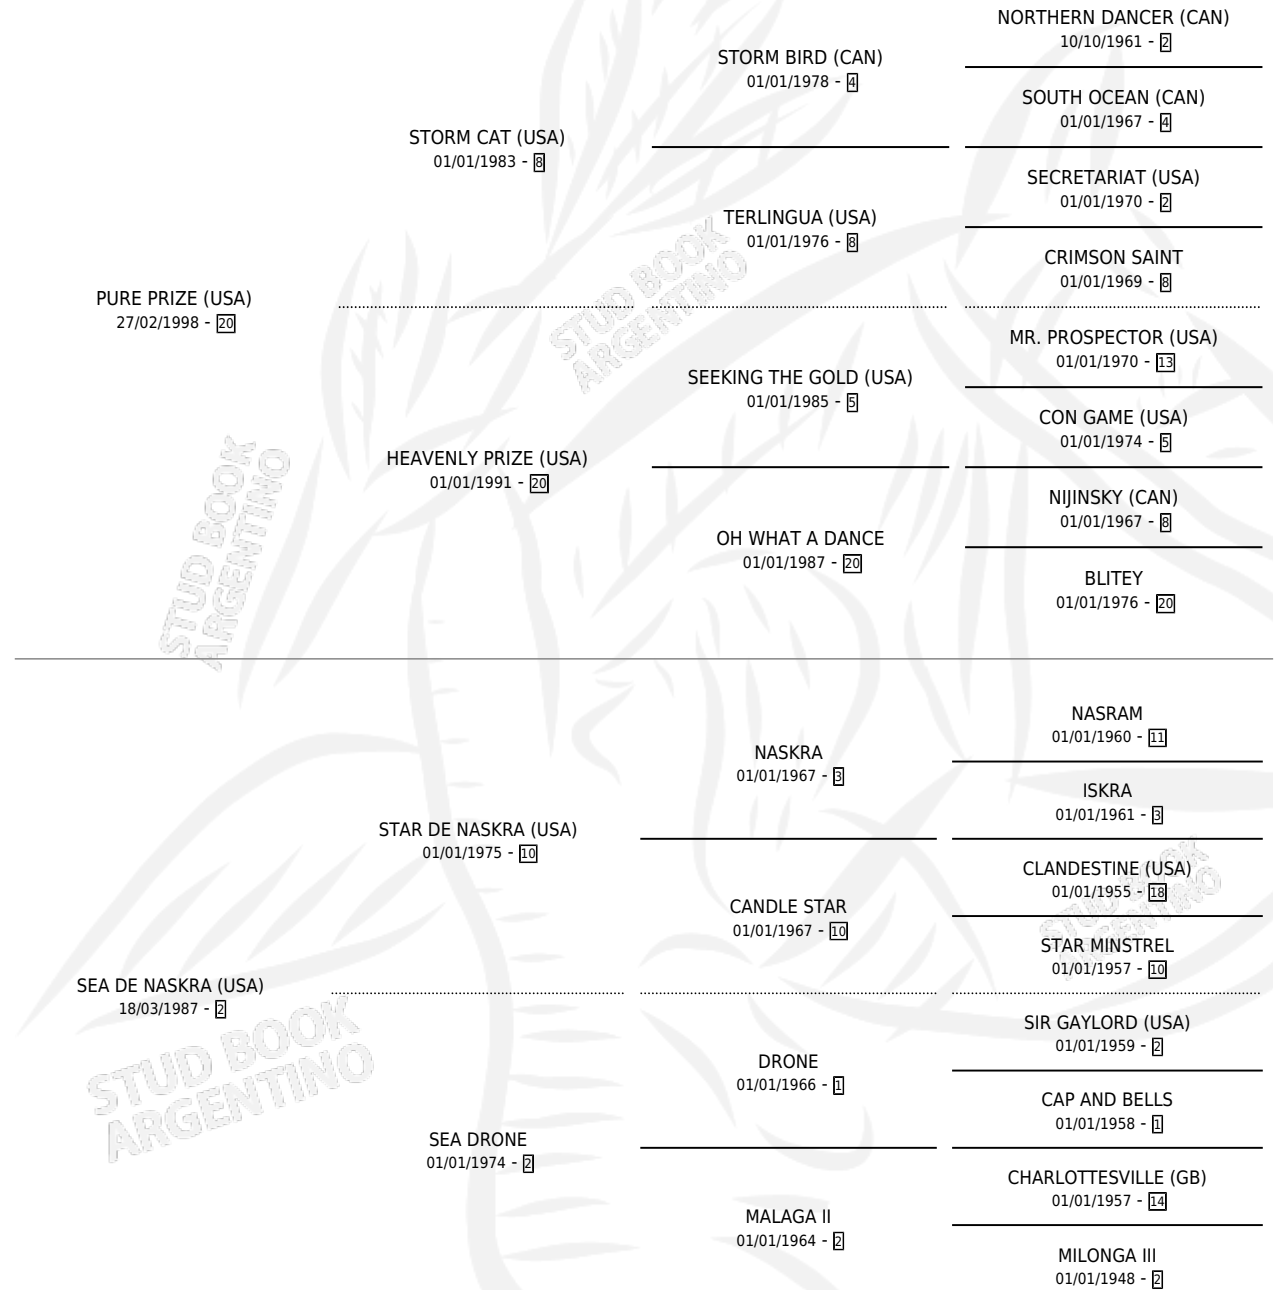 NORTHERN DANCER (CAN)
10/10/1961 - 2
STORM BIRD (CAN)
01/01/1978 - 4
SOUTH OCEAN (CAN)
01/01/1967 - 4
STORM CAT (USA)
01/01/1983 - 8
SECRETARIAT (USA)
01/01/1970 - 2
TERLINGUA (USA)
01/01/1976 - 8
CRIMSON SAINT
01/01/1969 - 8
PURE PRIZE (USA)
27/02/1998 - 20
STUD BOOK
ARGENTINO
MR. PROSPECTOR (USA)
01/01/1970 - 13
SEEKING THE GOLD (USA)
01/01/1985 - 5
CON GAME (USA)
01/01/1974 - 5
HEAVENLY PRIZE (USA)
01/01/1991 - 20
NIJINSKY (CAN)
01/01/1967 - 8
OH WHAT A DANCE
01/01/1987 - 20
BLITEY
01/01/1976 - 20
STUD BOOK
ARGENTINO
NASRAM
01/01/1960 - 11
NASKRA
01/01/1967 - 3
ISKRA
01/01/1961 - 3
STAR DE NASKRA (USA)
01/01/1975 - 10
CLANDESTINE (USA)
01/01/1955 - 18
CANDLE STAR
01/01/1967 - 10
STUD BOOK
ARGENTINO
STAR MINSTREL
01/01/1957 - 10
SEA DE NASKRA (USA)
18/03/1987 - 2
STUD BOOK
ARGENTINO
SIR GAYLORD (USA)
01/01/1959 - 2
DRONE
01/01/1966 - 1
CAP AND BELLS
01/01/1958 - 1
SEA DRONE
01/01/1974 - 2
CHARLOTTESVILLE (GB)
01/01/1957 - 14
MALAGA II
01/01/1964 - 2
MILONGA III
01/01/1948 - 2